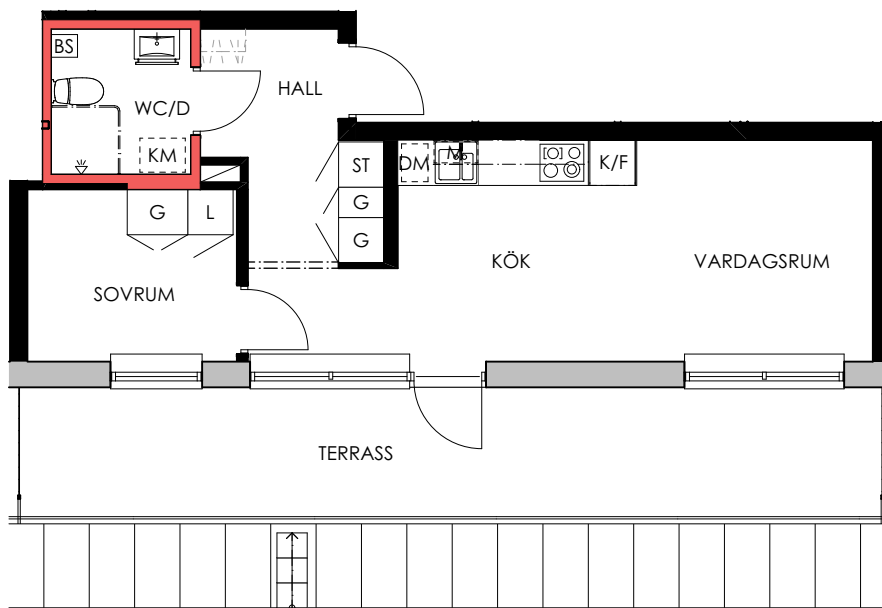 BS
HALL
WC/D
KM
ST
DM
M
K/F
G
G
G
L
KÖK
VARDAGSRUM
SOVRUM
TERRASS